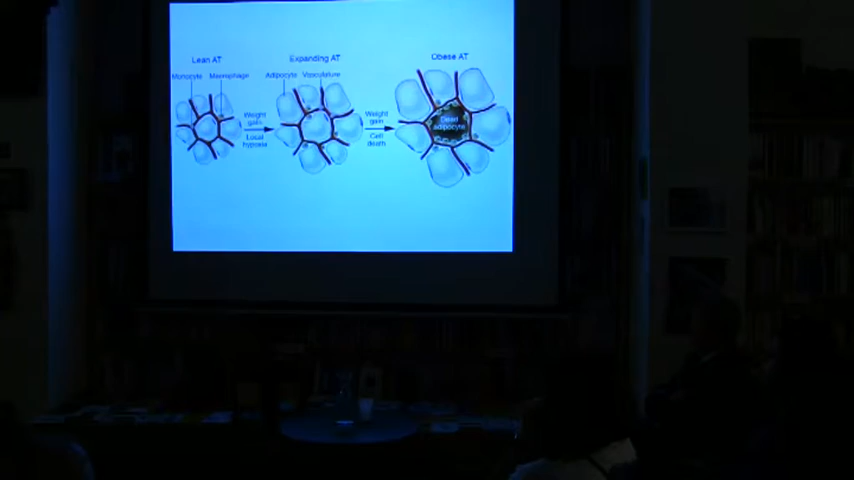 Lean AT
Expanding AT
Obese AT
Monocyte
Macrophage
Adipocyte
Vasculature
Weight
gain
Local
hypoxia
Weight
gain
Cell
death
Dead
adipocyte